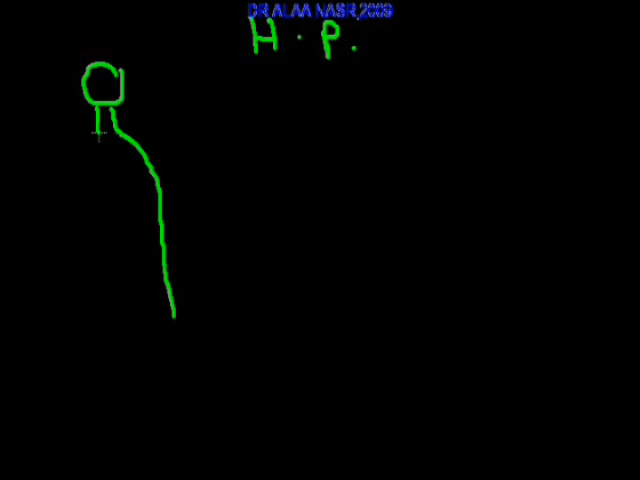 DR ALAA NASR,2009
H . P .